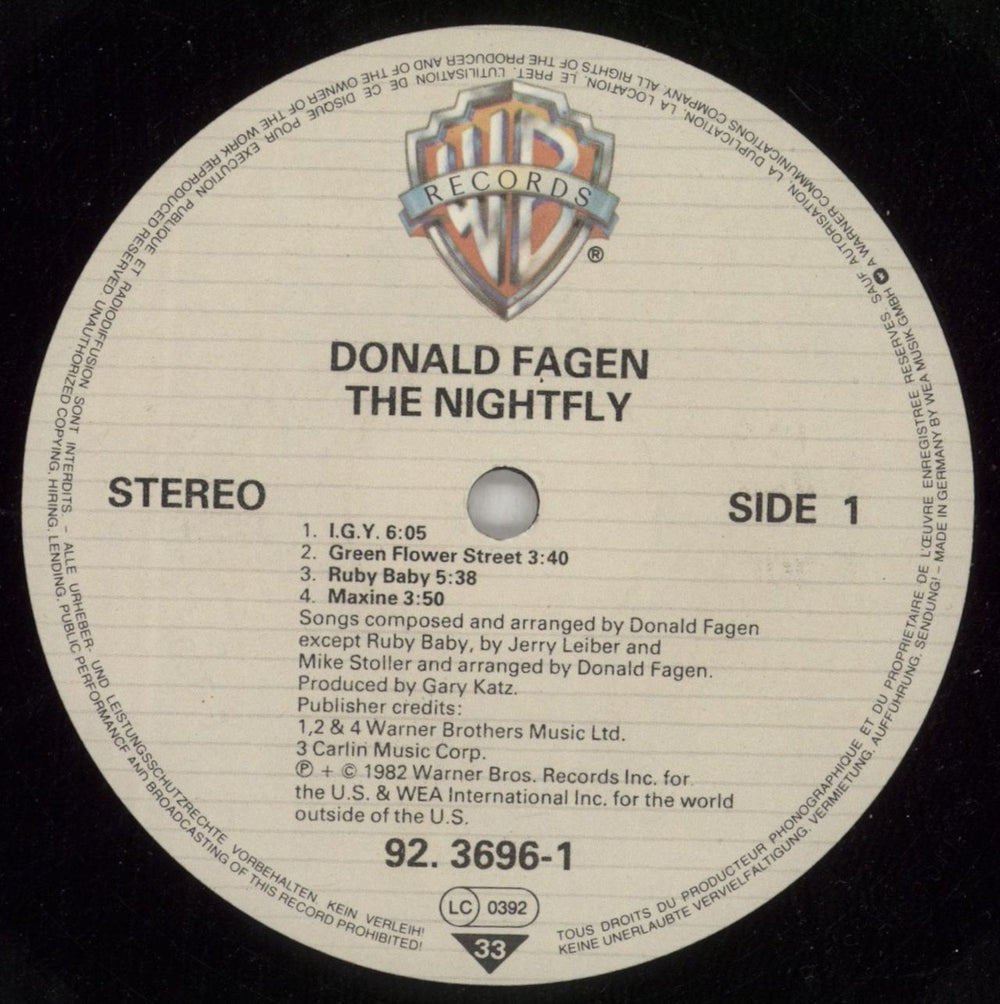 WB
RECORDS
®
DONALD FAGEN
THE NIGHTFLY
STEREO
SIDE 1
1. I.G.Y. 6:05
2. Green Flower Street 3:40
3. Ruby Baby 5:38
4. Maxine 3:50
Songs composed and arranged by Donald Fagen
except Ruby Baby, by Jerry Leiber and
Mike Stoller and arranged by Donald Fagen.
Produced by Gary Katz.
Publisher credits:
1,2 & 4 Warner Brothers Music Ltd.
3 Carlin Music Corp.
℗ + © 1982 Warner Bros. Records Inc. for
the U.S. & WEA International Inc. for the world
outside of the U.S.
92. 3696-1
LC 0392
33
TOUS DROITS DU PRODUCTEUR PHONOGRAPHIQUE ET DU PROPRIETAIRE DE L'ŒUVRE ENREGISTREE RESERVES SAUF AUTORISATION, LA DUPLICATION, LA LOCATION, LE PRET, L'UTILISATION DE CE DISQUE POUR EXECUTION PUBLIQUE ET RADIODIFFUSION SONT INTERDITS. – ALLE URHEBER- UND LEISTUNGSSCHUTZRECHTE VORBEHALTEN. KEIN VERLEIH!
KEINE UNERLAUBTE VERVIELFÄLTIGUNG, VERMIETUNG, AUFFÜHRUNG, SENDUNG! – MADE IN GERMANY BY WEA MUSIK GMBH A WARNER COMMUNICATIONS COMPANY. ALL RIGHTS OF THE PRODUCER AND OF THE OWNER OF THE WORK REPRODUCED RESERVED UNAUTHORIZED COPYING, HIRING, LENDING, PUBLIC PERFORMANCE AND BROADCASTING OF THIS RECORD PROHIBITED!